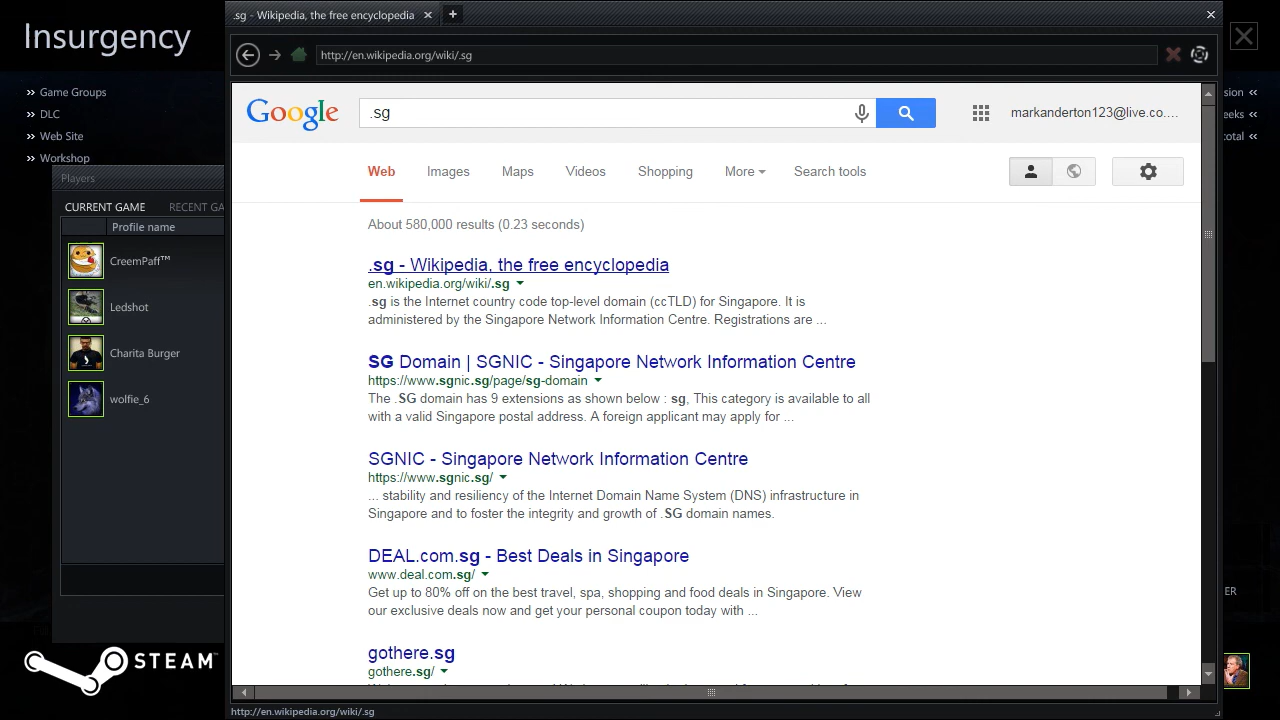 Insurgency
.sg - Wikipedia, the free encyclopedia
http://en.wikipedia.org/wiki/.sg
Game Groups
DLC
Web Site
Workshop
Players
CURRENT GAME
Profile name
CreemPaff™
Ledshot
Charita Burger
wolfie_6
STEAM
Google
.sg
markanderton123@live.co....
Web Images Maps Videos Shopping More Search tools
About 580,000 results (0.23 seconds)
.sg - Wikipedia, the free encyclopedia
en.wikipedia.org/wiki/.sg
.sg is the Internet country code top-level domain (ccTLD) for Singapore. It is
administered by the Singapore Network Information Centre. Registrations are ...
SG Domain | SGNIC - Singapore Network Information Centre
https://www.sgnic.sg/page/sg-domain
The .SG domain has 9 extensions as shown below : sg, This category is available to all
with a valid Singapore postal address. A foreign applicant may apply for ...
SGNIC - Singapore Network Information Centre
https://www.sgnic.sg/
... stability and resiliency of the Internet Domain Name System (DNS) infrastructure in
Singapore and to foster the integrity and growth of .SG domain names.
DEAL.com.sg - Best Deals in Singapore
www.deal.com.sg/
Get up to 80% off on the best travel, spa, shopping and food deals in Singapore. View
our exclusive deals now and get your personal coupon today with ...
gothere.sg
gothere.sg/
http://en.wikipedia.org/wiki/.sg